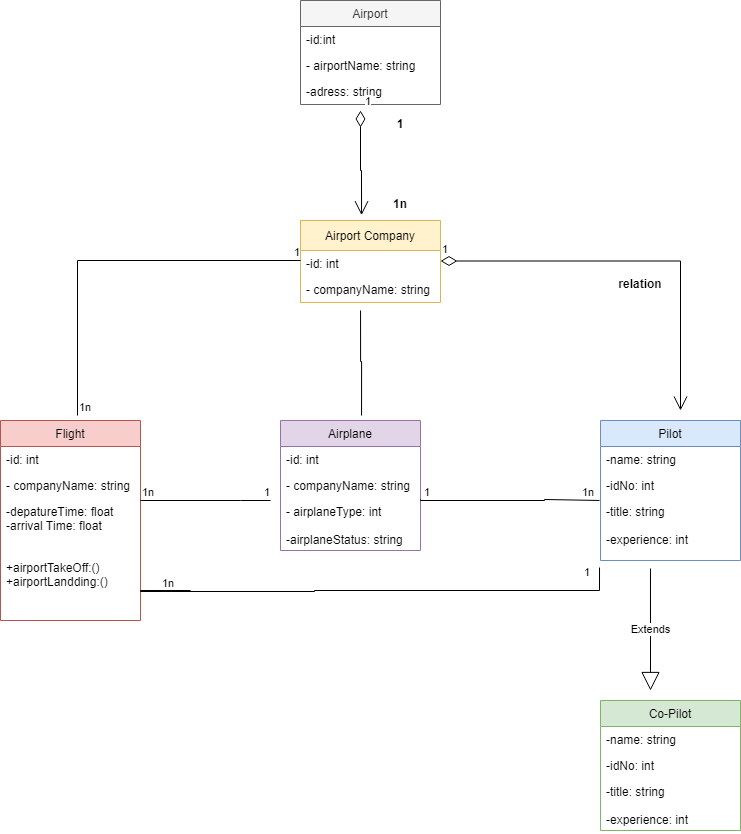 Airport
-id:int
- airportName: string
-adress: string
1
1
1n
Airport Company
-id: int
- companyName: string
1
1
relation
1n
Flight
-id: int
- companyName: string
-depatureTime: float
-arrival Time: float
+airportTakeOff:()
+airportLandding:()
1n
1
Airplane
-id: int
- companyName: string
- airplaneType: int
-airplaneStatus: string
1
1n
Pilot
-name: string
-idNo: int
-title: string
-experience: int
1n
1
Extends
Co-Pilot
-name: string
-idNo: int
-title: string
-experience: int